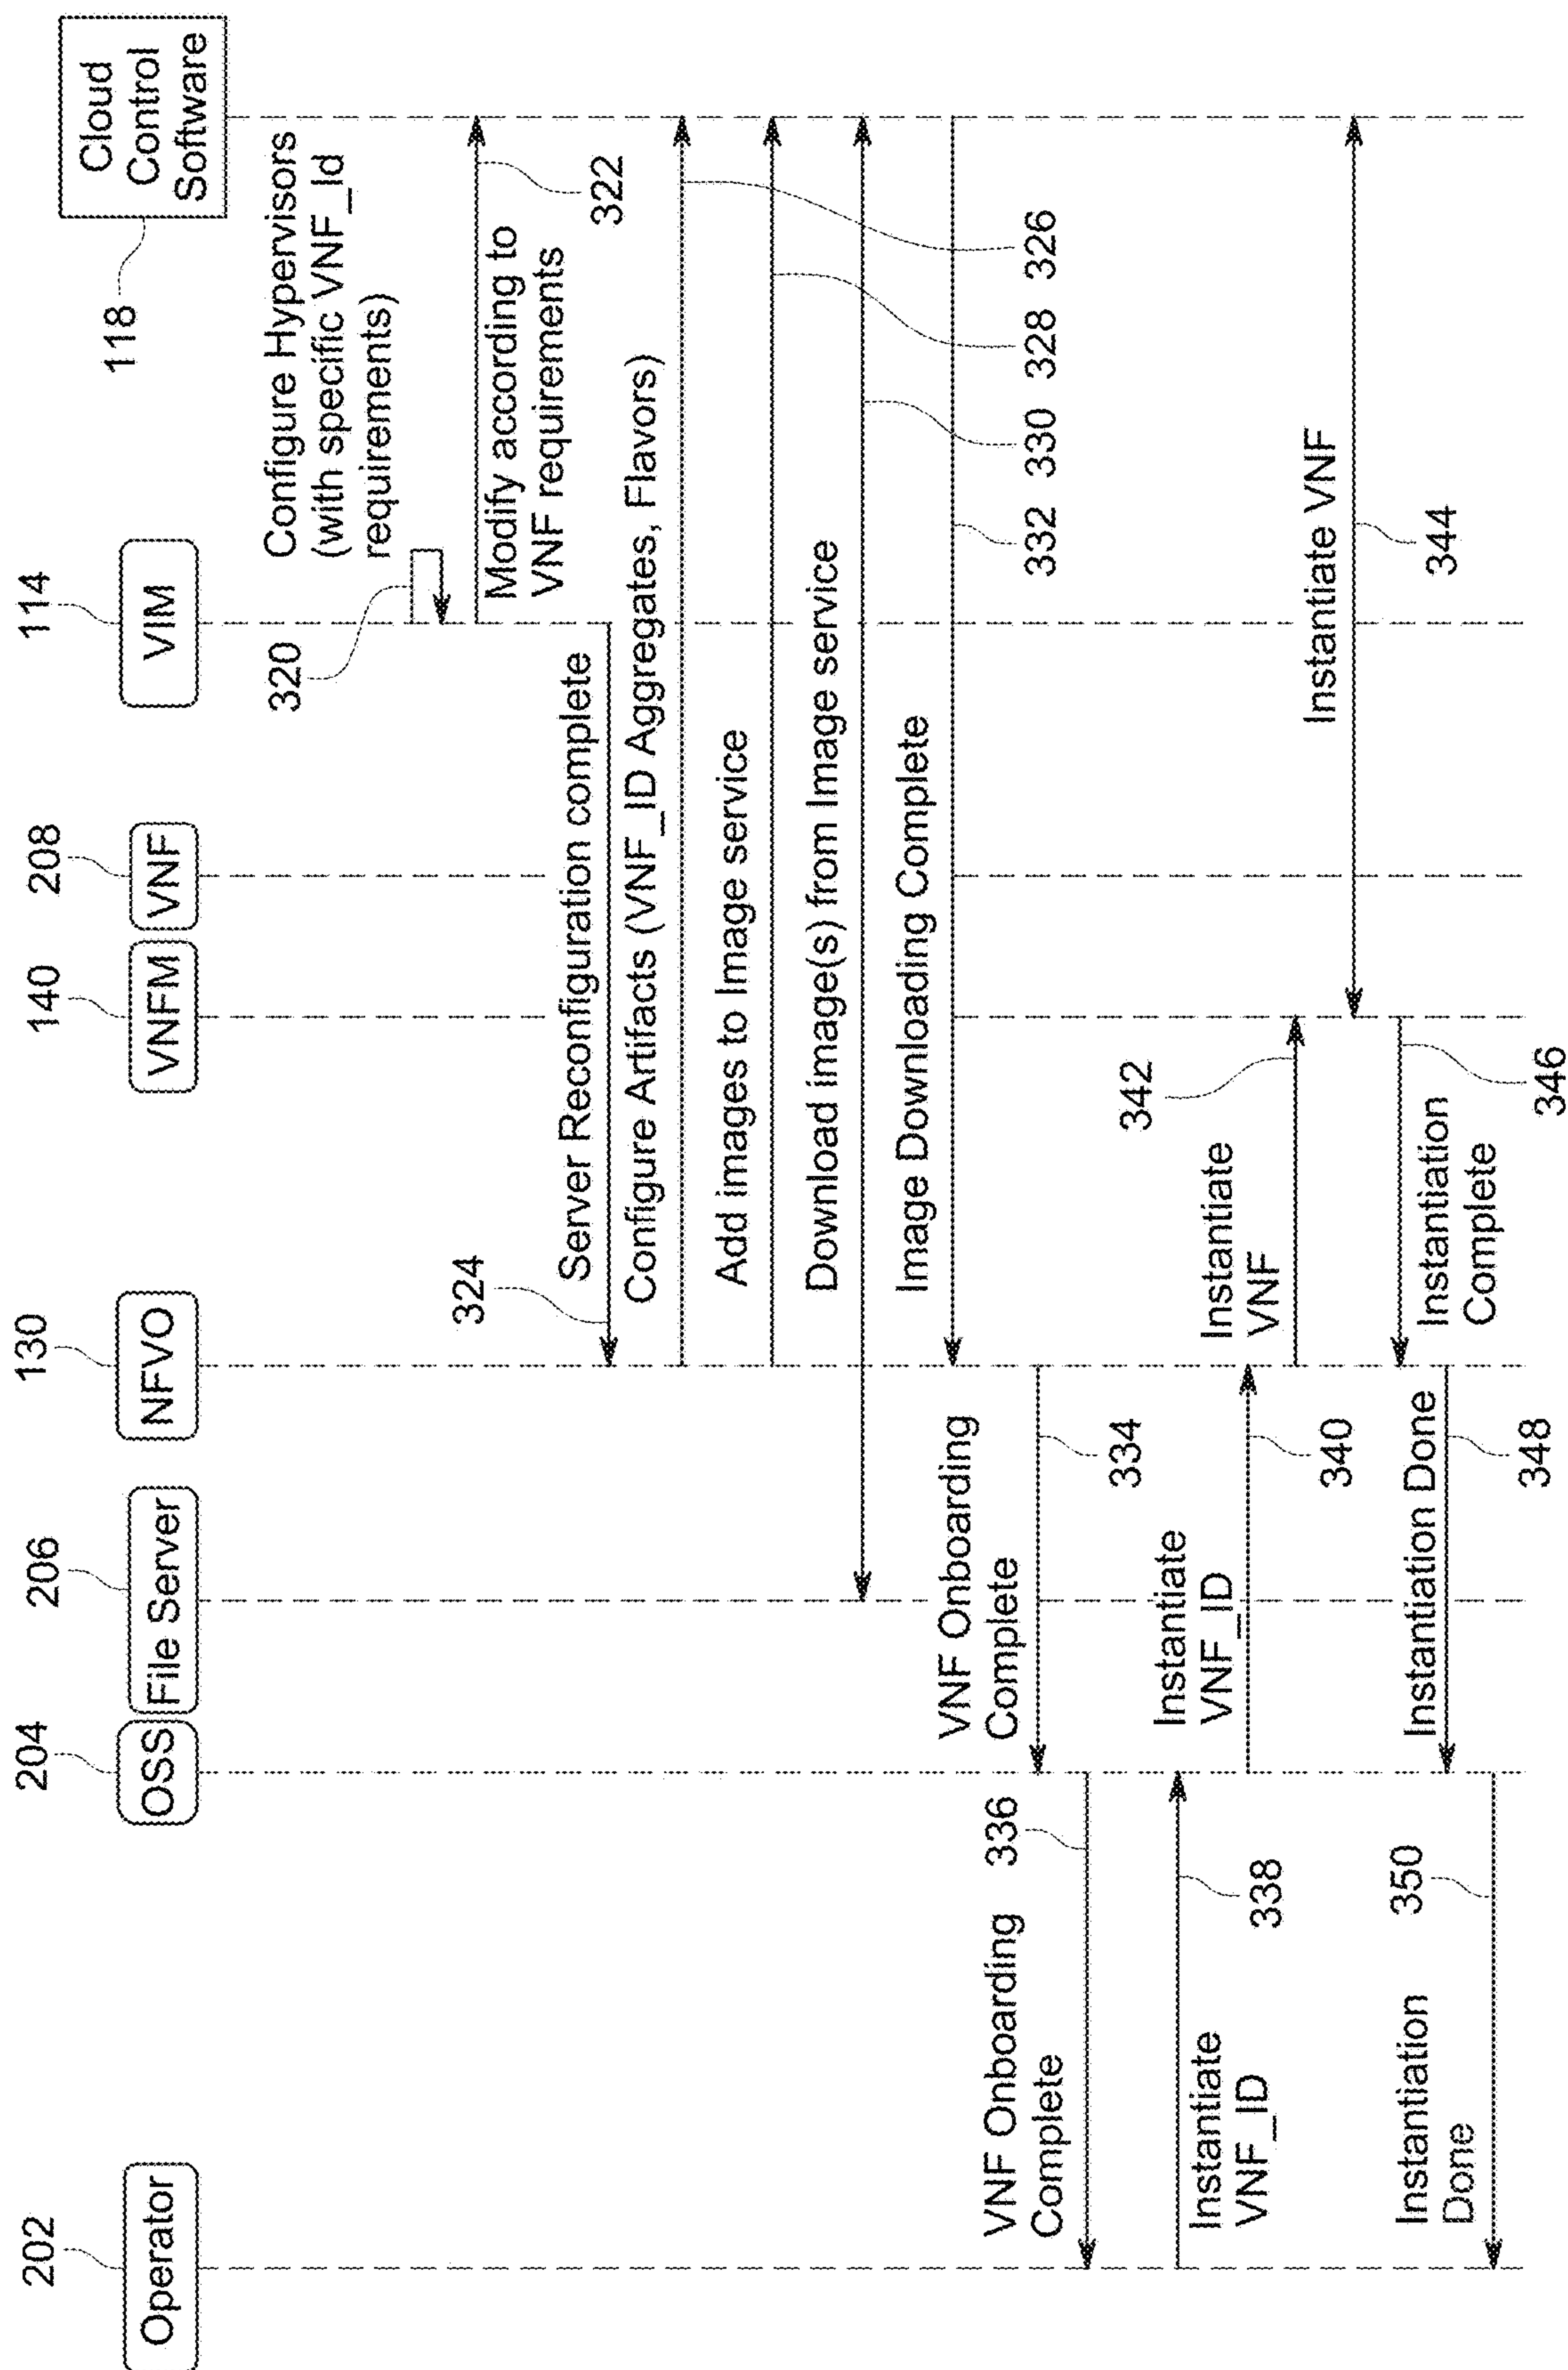 202
204
206
130
140
208
114
118
Operator
OSS
File Server
NFVO
VNFM
VNF
VIM
Cloud
Control
Software
320
Configure Hypervisors
(with specific VNF_Id
requirements)
322
Modify according to
VNF requirements
324
Server Reconfiguration complete
Configure Artifacts (VNF_ID Aggregates, Flavors)
326
Add images to Image service
328
Download image(s) from Image service
330
Image Downloading Complete
332
VNF Onboarding
Complete
334
VNF Onboarding
Complete
336
Instantiate
VNF_ID
338
Instantiate
VNF_ID
340
Instantiate
VNF
342
Instantiate VNF
344
Instantiation
Complete
346
Instantiation Done
348
Instantiation
Done
350